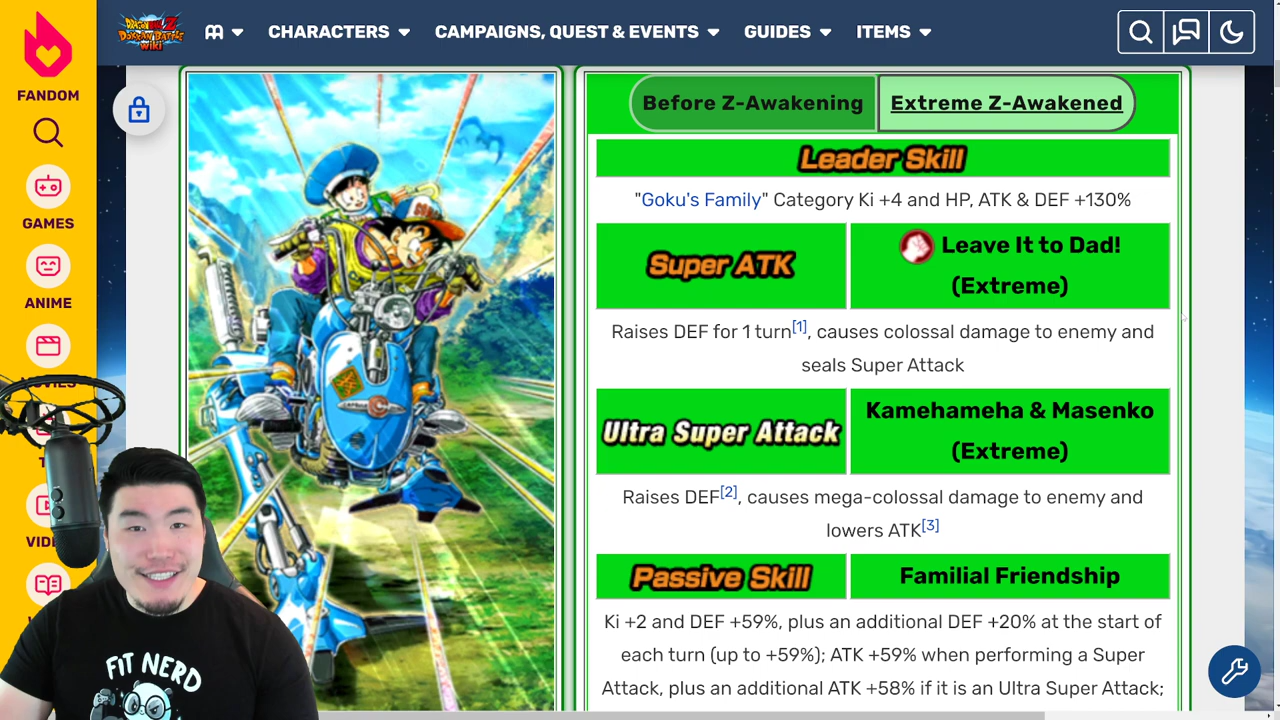 DRAGONBALL Z
DOKKAN BATTLE
WIKI
CHARACTERS
CAMPAIGNS, QUEST & EVENTS
GUIDES
ITEMS
FANDOM
GAMES
ANIME
MOVIES
VIDE
Before Z-Awakening
Extreme Z-Awakened
Leader Skill
"Goku's Family" Category Ki +4 and HP, ATK & DEF +130%
Super ATK
Leave It to Dad!
(Extreme)
Raises DEF for 1 turn[1], causes colossal damage to enemy and
seals Super Attack
Ultra Super Attack
Kamehameha & Masenko
(Extreme)
Raises DEF[2], causes mega-colossal damage to enemy and
lowers ATK[3]
Passive Skill
Familial Friendship
Ki +2 and DEF +59%, plus an additional DEF +20% at the start of
each turn (up to +59%); ATK +59% when performing a Super
Attack, plus an additional ATK +58% if it is an Ultra Super Attack;
FIT NERD